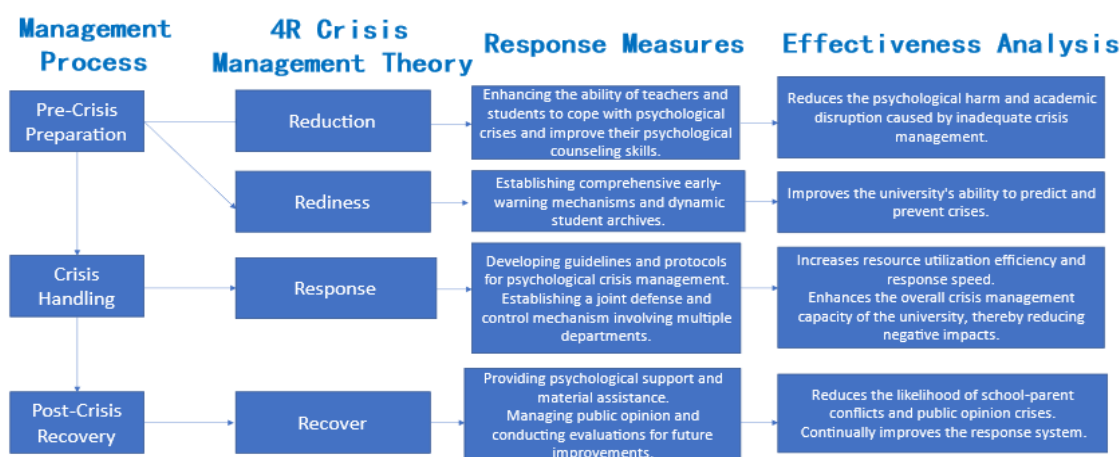 Management
Process
4R Crisis
Management Theory
Response Measures
Effectiveness Analysis
Pre-Crisis
Preparation
Reduction
Enhancing the ability of teachers and
students to cope with psychological
crises and improve their psychological
counseling skills.
Reduces the psychological harm and academic
disruption caused by inadequate crisis
management.
Rediness
Establishing comprehensive early-
warning mechanisms and dynamic
student archives.
Improves the university's ability to predict and
prevent crises.
Crisis
Handling
Response
Developing guidelines and protocols
for psychological crisis management.
Establishing a joint defense and
control mechanism involving multiple
departments.
Increases resource utilization efficiency and
response speed.
Enhances the overall crisis management
capacity of the university, thereby reducing
negative impacts.
Post-Crisis
Recovery
Recover
Providing psychological support and
material assistance.
Managing public opinion and
conducting evaluations for future
improvements.
Reduces the likelihood of school-parent
conflicts and public opinion crises.
Continually improves the response system.